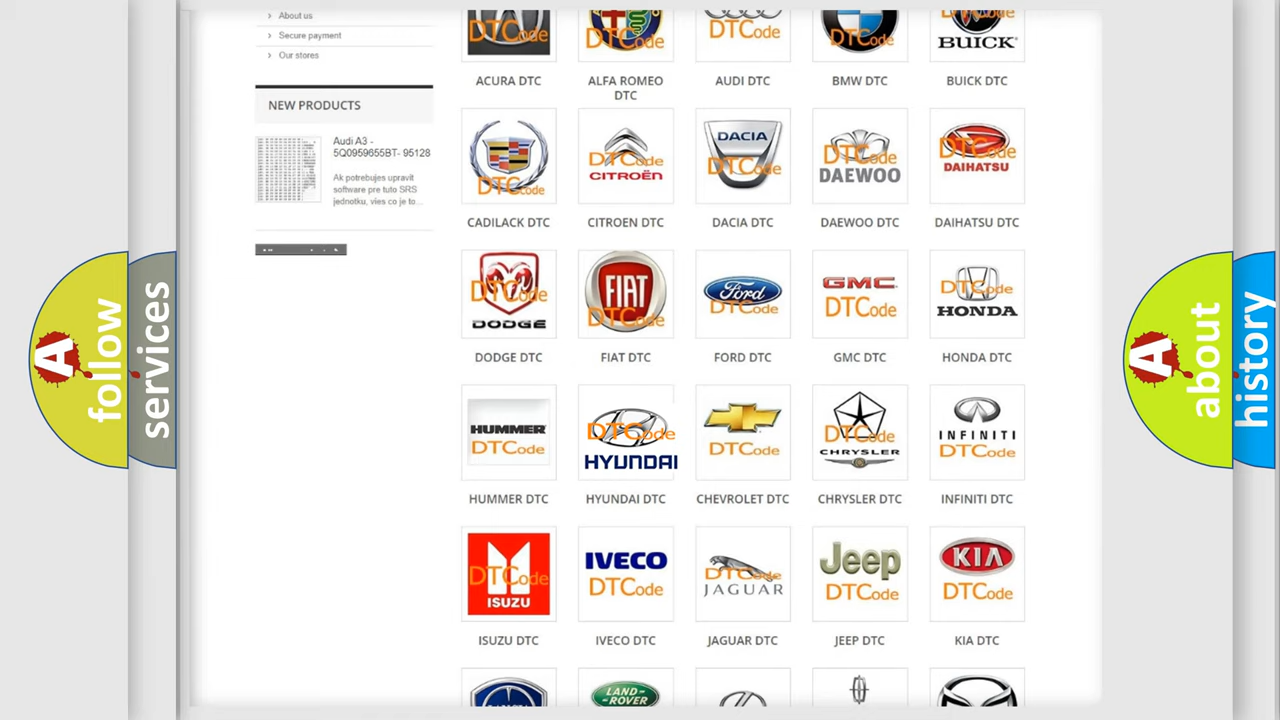 About us
Secure payment
Our stores
NEW PRODUCTS
Audi A3 -
5Q0959655BT- 95128
Ak potrebujes upravit
software pre tuto SRS
jednotku, vies co je to...
A follow
services
A about
history
DTCode DTCode DTCode DTCode DTCode
BUICK
ACURA DTC ALFA ROMEO DTC AUDI DTC BMW DTC BUICK DTC
DTCode
DTCode
CITROËN
DACIA
DTCode
DTCode
DAEWOO
DTCode
DAIHATSU
CADILACK DTC CITROEN DTC DACIA DTC DAEWOO DTC DAIHATSU DTC
DTCode
DODGE
FIAT
DTCode
Ford
DTCode
GMC
DTCode
DTCode
HONDA
DODGE DTC FIAT DTC FORD DTC GMC DTC HONDA DTC
HUMMER
DTCode
DTCode
HYUNDAI
DTCode
DTCode
CHRYSLER
INFINITI
DTCode
HUMMER DTC HYUNDAI DTC CHEVROLET DTC CHRYSLER DTC INFINITI DTC
DTCode
ISUZU
IVECO
DTCode
DTCode
JAGUAR
Jeep
DTCode
KIA
DTCode
ISUZU DTC IVECO DTC JAGUAR DTC JEEP DTC KIA DTC
LAND-
ROVER